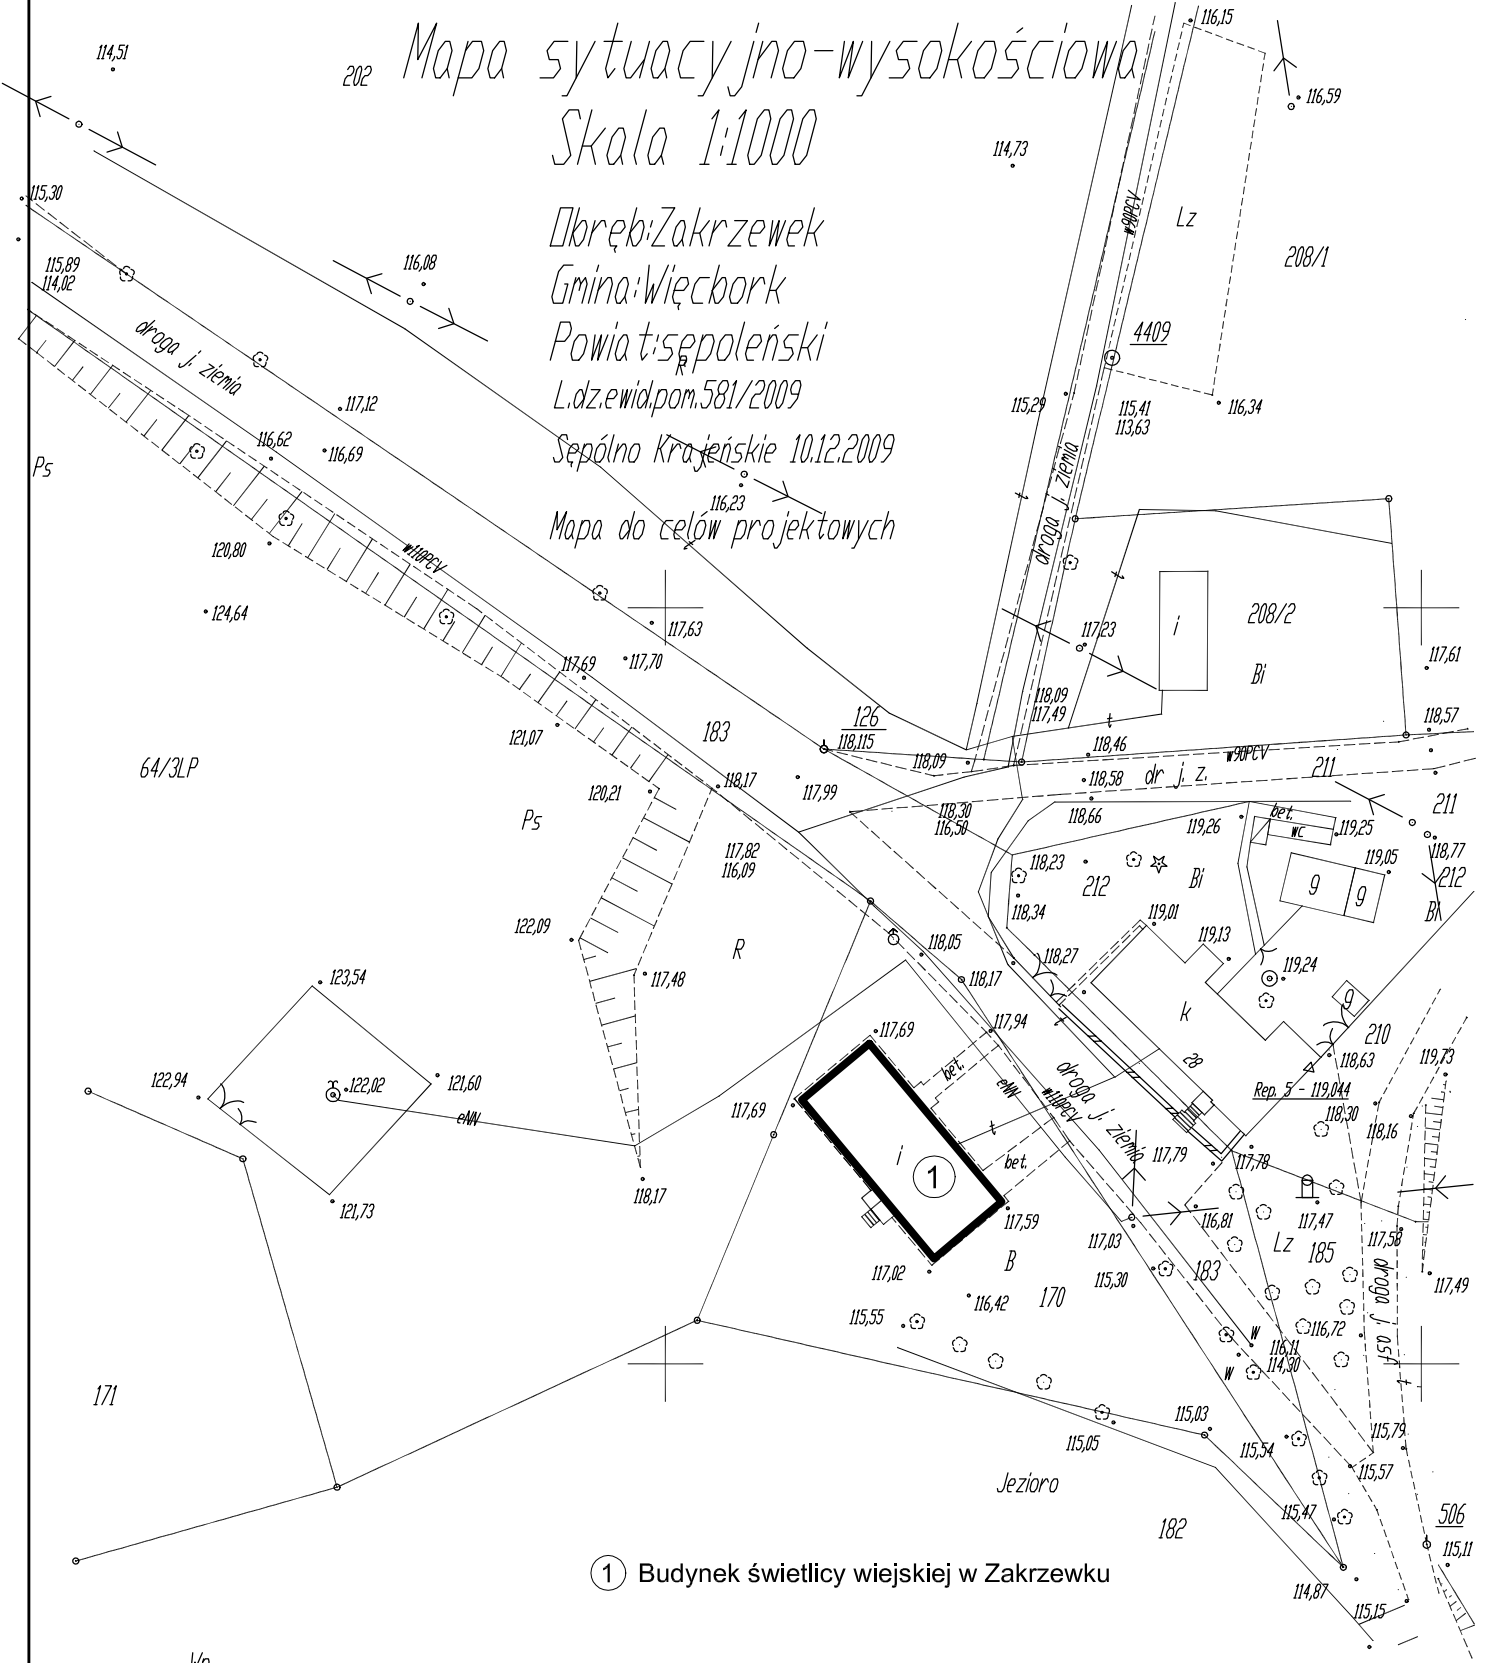 Mapa sytuacyjno-wysokościowa
Skala 1:1000
Obręb:Zakrzewek
Gmina:Więcbork
Powiat:sępoleński
R
L.dz.ewid.pom.581/2009
Sępólno Krajeńskie 10.12.2009
Mapa do celów projektowych
114,51
202
116,15
116,59
114,73
115,30
w90PCV
Lz
208/1
115,89
114,02
116,08
droga j. ziemia
4409
117,12
115,29
115,41
113,63
116,34
116,62
116,69
Ps
droga j. ziemia
116,23
t
t
120,80
w110PCV
t
124,64
117,63
i
208/2
117,23
117,69
117,70
117,61
Bi
118,09
117,49
t
121,07
183
126
118,115
118,57
118,46
118,09
w90PCV
64/3LP
118,17
117,99
120,21
dr j. z.
211
118,58
211
118,66
118,30
116,50
Ps
119,26
bet.
wc
119,25
118,77
117,82
116,09
118,23
119,05
212
Bi
g
g
212
Bi
118,34
119,01
122,09
R
118,05
118,27
119,13
119,24
123,54
117,48
118,17
g
k
117,69
117,94
t
210
28
118,63
119,73
122,94
122,02
121,60
bet.
eNN
droga j. ziemia
w110PCV
Rep. 5 - 119,044
118,30
117,69
eNN
118,16
t
i
1
bet.
117,79
117,78
118,17
121,73
117,59
116,81
117,47
117,03
117,58
Lz
185
B
117,02
183
115,30
droga j. asf
117,49
170
116,42
115,55
116,72
w
116,11
114,30
w
t
171
115,03
115,05
115,54
115,79
115,57
Jezioro
115,47
506
182
115,11
1 Budynek świetlicy wiejskiej w Zakrzewku
114,87
115,15